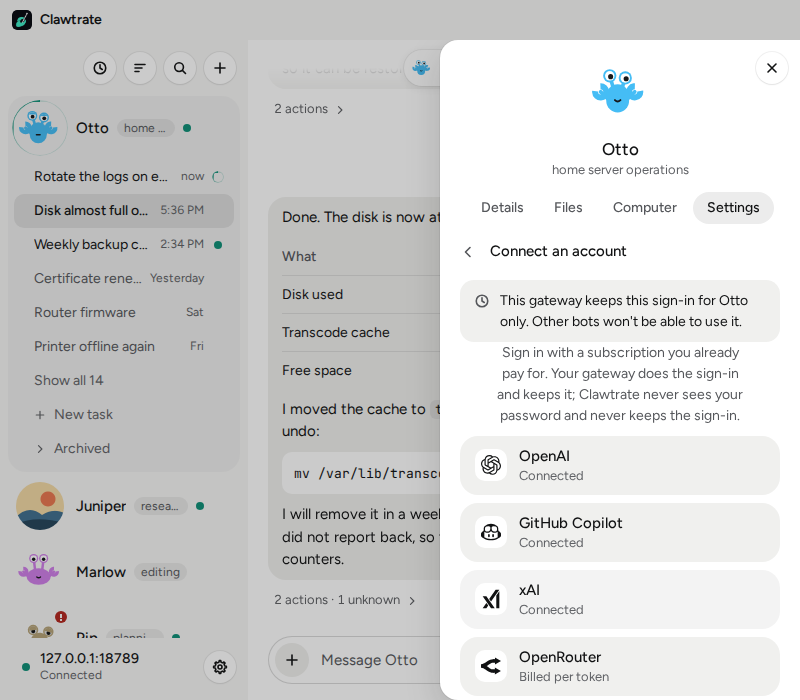 Clawtrate
Otto
home ...
Rotate the logs on e...
now
Disk almost full o...
5:36 PM
Weekly backup c...
2:34 PM
Certificate rene...
Yesterday
Router firmware
Sat
Printer offline again
Fri
Show all 14
New task
Archived
Juniper
resea...
Marlow
editing
Pip
planni...
127.0.0.1:18789
Connected
so it can be
2 actions
Done. The disk is now at
What
Disk used
Transcode cache
Free space
I moved the cache to
undo:
mv /var/lib/transc
I will remove it in a week
did not report back, so
counters.
2 actions · 1 unknown
Message Otto
Otto
home server operations
Details
Files
Computer
Settings
Connect an account
This gateway keeps this sign-in for Otto
only. Other bots won't be able to use it.
Sign in with a subscription you already
pay for. Your gateway does the sign-in
and keeps it; Clawtrate never sees your
password and never keeps the sign-in.
OpenAI
Connected
GitHub Copilot
Connected
xAI
Connected
OpenRouter
Billed per token